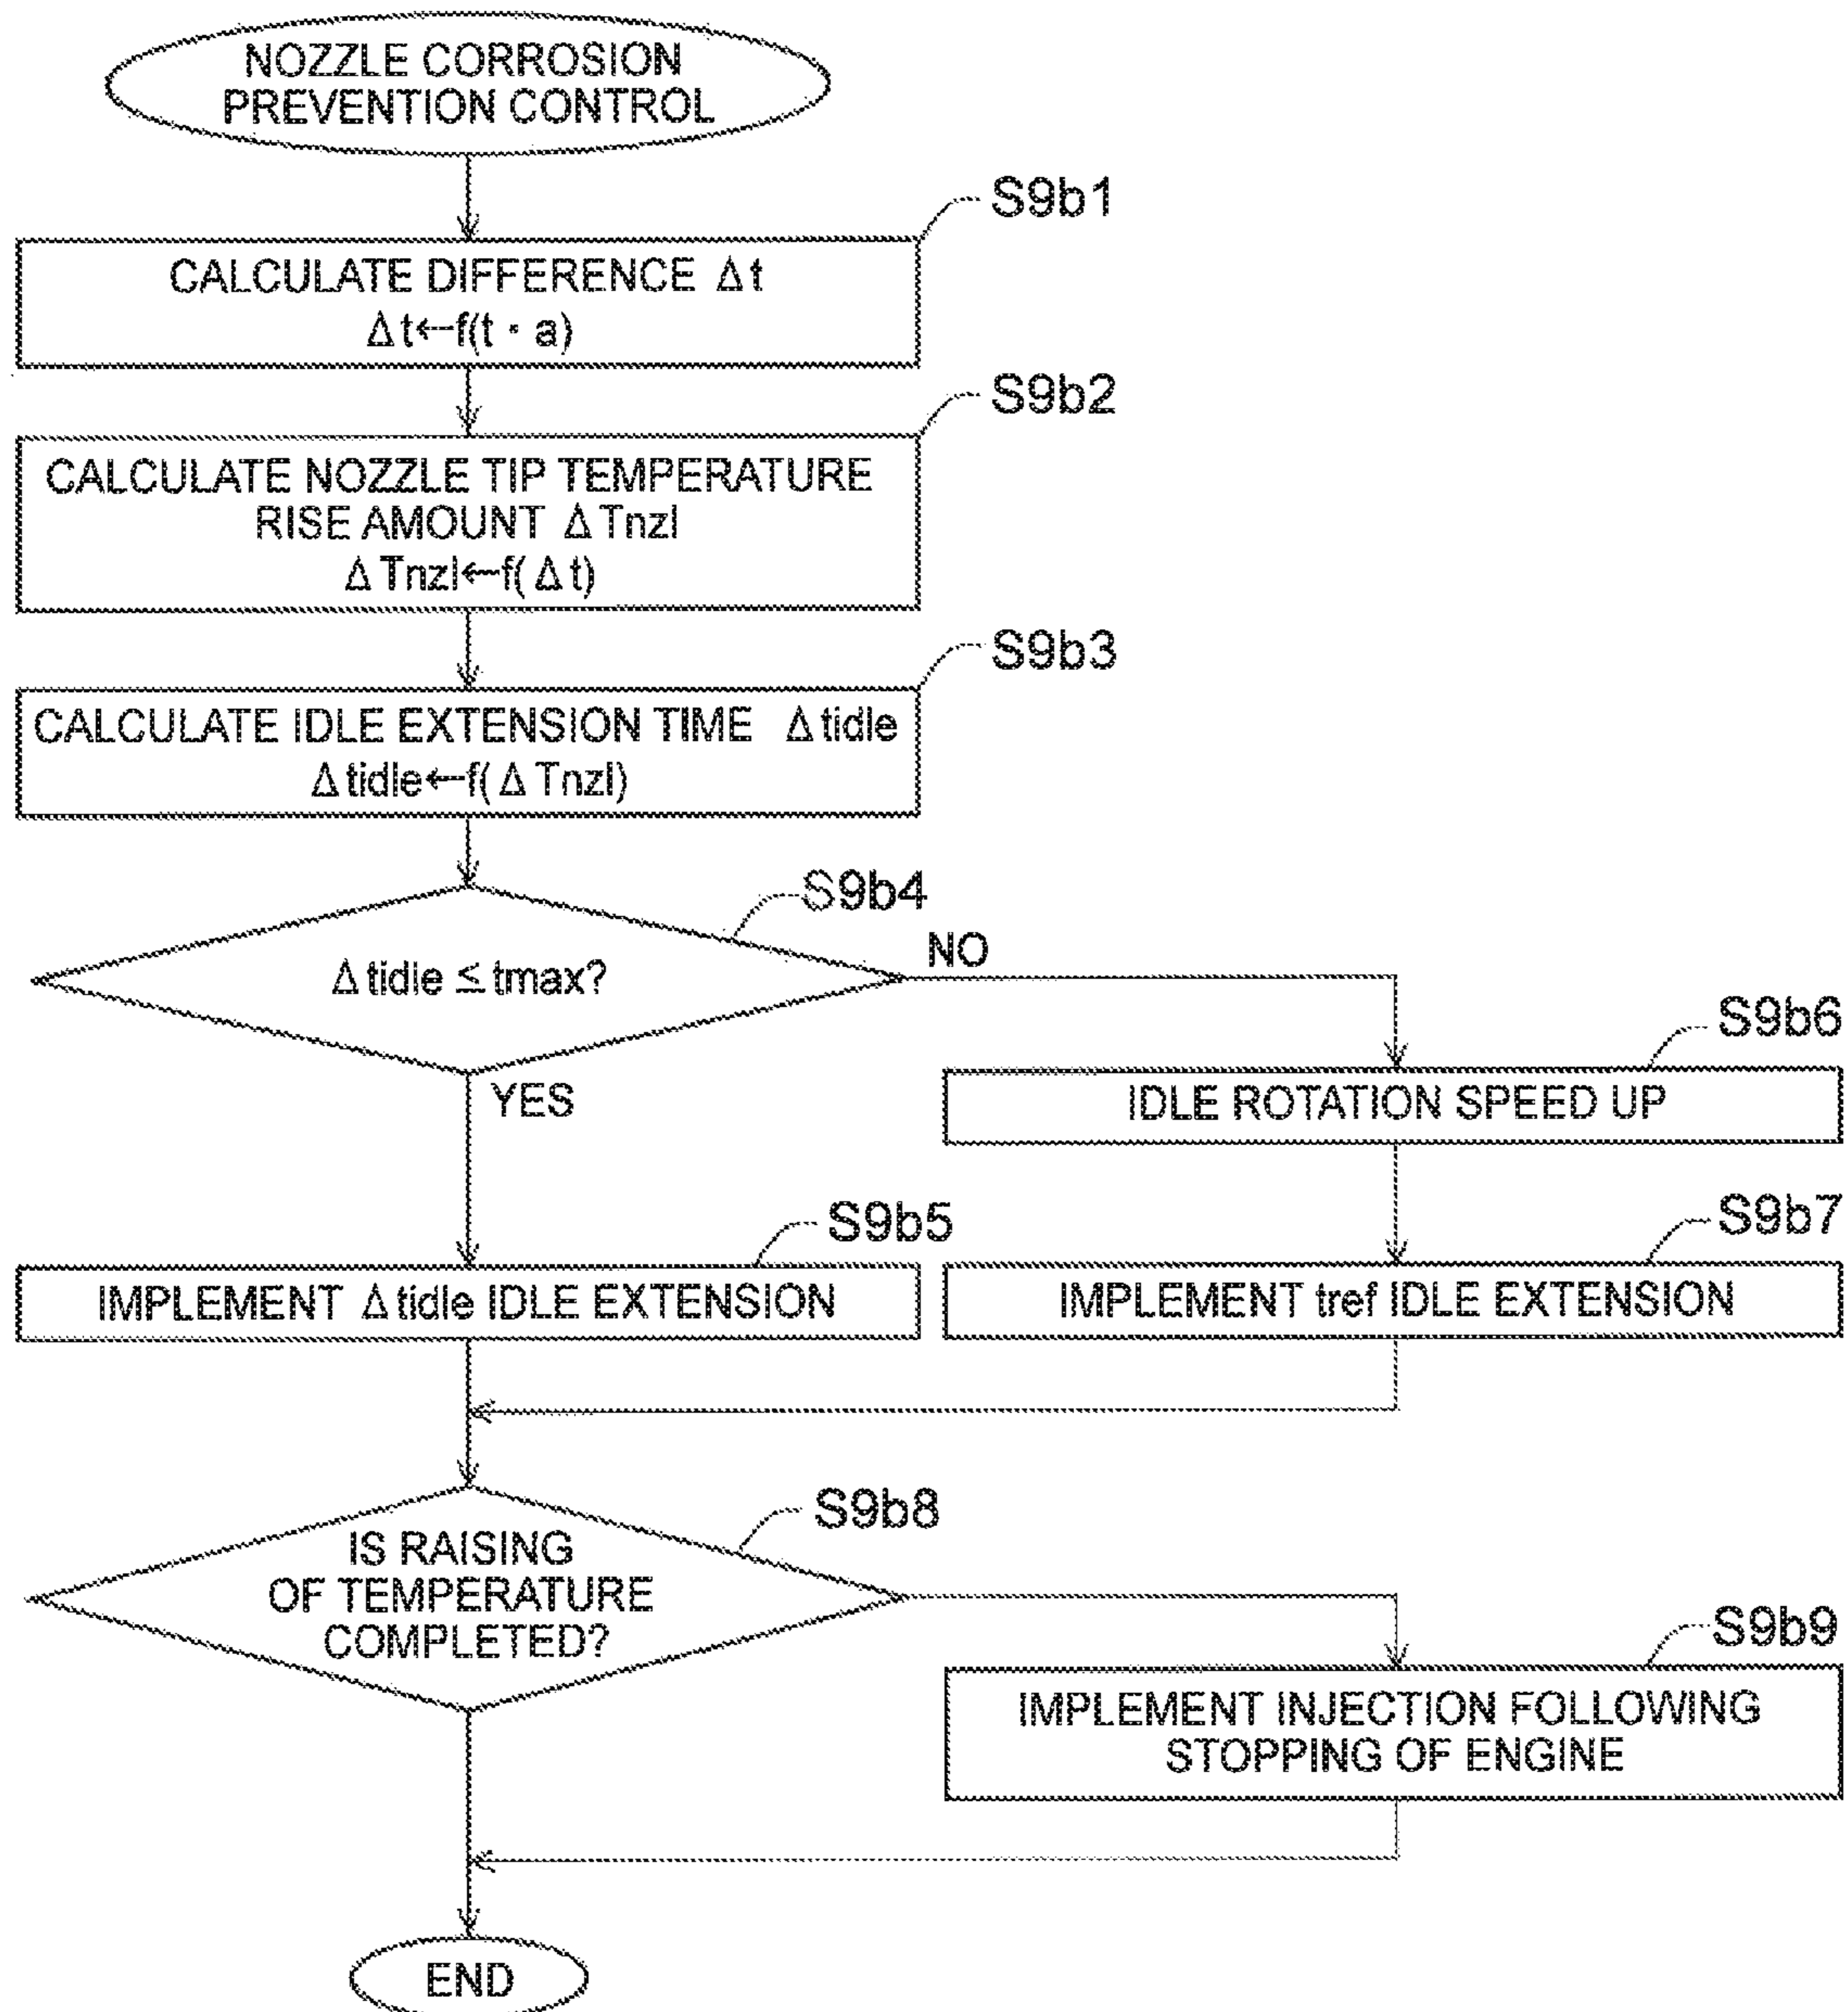 NOZZLE CORROSION
PREVENTION CONTROL
S9b1
CALCULATE DIFFERENCE Δt
Δt←f(t・a)
S9b2
CALCULATE NOZZLE TIP TEMPERATURE
RISE AMOUNT ΔTnzl
ΔTnzl←f(Δt)
S9b3
CALCULATE IDLE EXTENSION TIME Δtidle
Δtidle←f(ΔTnzl)
S9b4
Δtidle ≤ tmax?
NO
YES
S9b6
IDLE ROTATION SPEED UP
S9b5
IMPLEMENT Δtidle IDLE EXTENSION
S9b7
IMPLEMENT tref IDLE EXTENSION
S9b8
IS RAISING
OF TEMPERATURE
COMPLETED?
S9b9
IMPLEMENT INJECTION FOLLOWING
STOPPING OF ENGINE
END